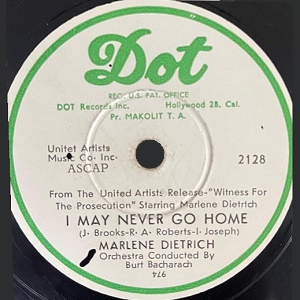 Dot
REG. U.S. PAT. OFFICE
DOT Records Inc. Hollywood 28, Cal.
Pr. MAKOLIT T. A.
Unitet Artists
Music Co. Inc.
ASCAP
2128
From The United Artists Release-"Witness For
The Prosecution" Starring Marlene Dietrich
I MAY NEVER GO HOME
(J. Brooks-R. A. Roberts-I. Joseph)
MARLENE DIETRICH
Orchestra Conducted By
Burt Bacharach
974